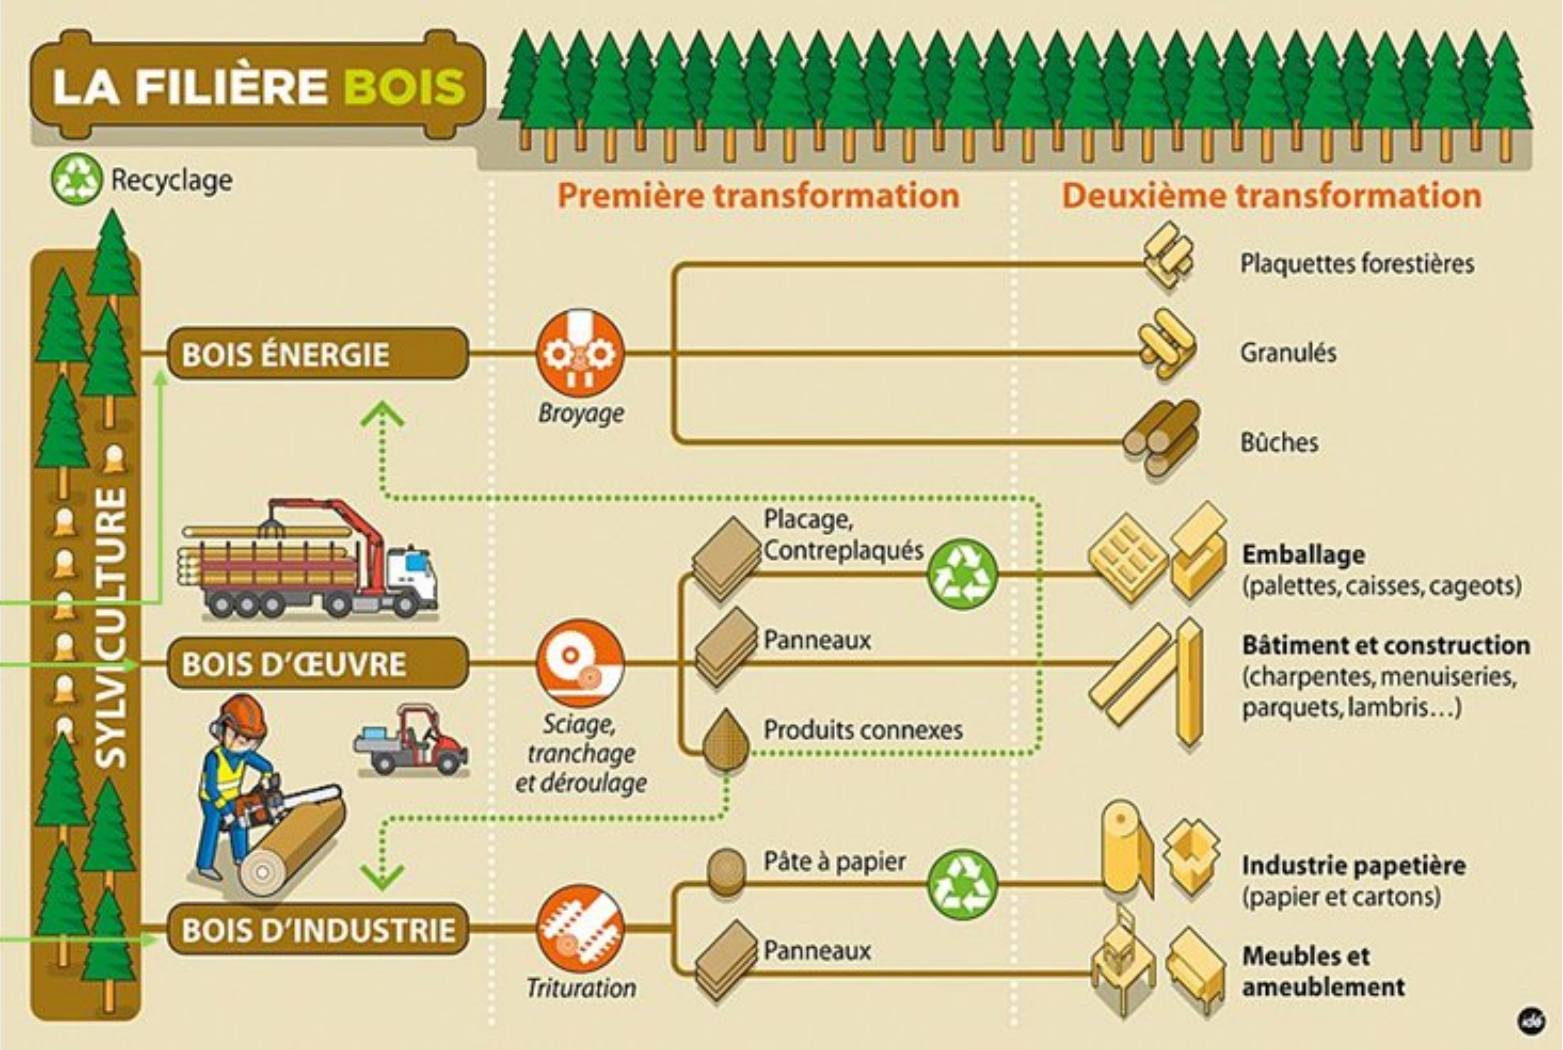 LA FILIÈRE BOIS
Recyclage
Première transformation
Deuxième transformation
SYLVICULTURE
BOIS ÉNERGIE
Broyage
Plaquettes forestières
Granulés
Bûches
BOIS D'ŒUVRE
Sciage,
tranchage
et déroulage
Placage,
Contreplaqués
Panneaux
Produits connexes
Emballage
(palettes, caisses, cageots)
Bâtiment et construction
(charpentes, menuiseries,
parquets, lambris...)
BOIS D'INDUSTRIE
Trituration
Pâte à papier
Panneaux
Industrie papetière
(papier et cartons)
Meubles et
ameublement
idé